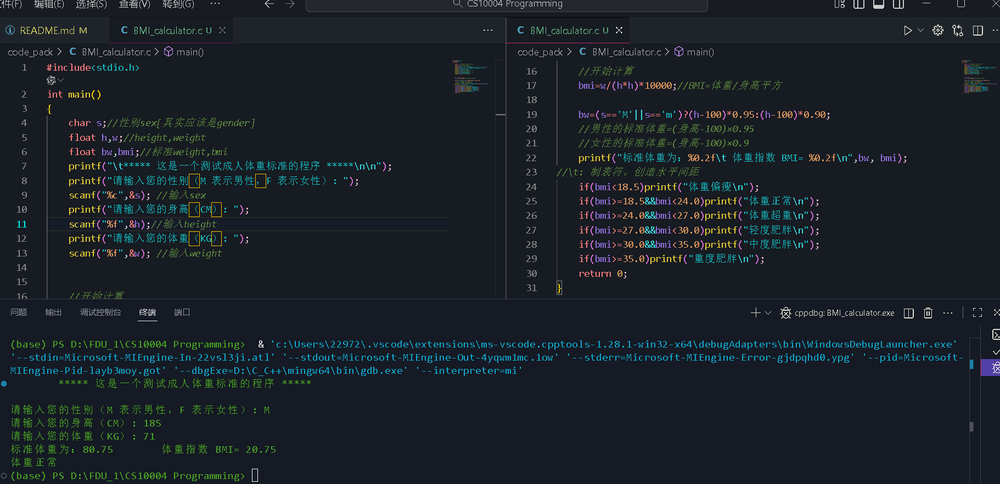 件(F) 编辑(E) 选择(S) 查看(V) 转到(G) ··· CS10004 Programming
README.md M BMI_calculator.c U
code_pack > C BMI_calculator.c > main()
1 #include<stdio.h>
2 int main()
3 {
4 char s;//性别sex[其实应该是gender]
5 float h,w;//height,weight
6 float bw,bmi;//标准weight,bmi
7 printf("\t***** 这是一个测试成人体重标准的程序 *****\n\n");
8 printf("请输入您的性别（M 表示男性，F 表示女性）：");
9 scanf("%c",&s); //输入sex
10 printf("请输入您的身高（CM）：");
11 scanf("%f",&h);//输入height
12 printf("请输入您的体重（KG）：");
13 scanf("%f",&w); //输入weight
14
15
16 //开始计算
C BMI_calculator.c U
code_pack > C BMI_calculator.c > main()
16 //开始计算
17 bmi=w/(h*h)*10000;//BMI=体重/身高平方
18
19 bw=(s=='M'||s=='m')?(h-100)*0.95:(h-100)*0.90;
20 //男性的标准体重=(身高-100)×0.95
21 //女性的标准体重=(身高-100)×0.9
22 printf("标准体重为：%0.2f\t 体重指数 BMI= %0.2f\n",bw, bmi);
23 //\t：制表符，创造水平间距
24 if(bmi<18.5)printf("体重偏瘦\n");
25 if(bmi>=18.5&&bmi<24.0)printf("体重正常\n");
26 if(bmi>=24.0&&bmi<27.0)printf("体重超重\n");
27 if(bmi>=27.0&&bmi<30.0)printf("轻度肥胖\n");
28 if(bmi>=30.0&&bmi<35.0)printf("中度肥胖\n");
29 if(bmi>=35.0)printf("重度肥胖\n");
30 return 0;
31 }
问题 输出 调试控制台 终端 端口 cppdbg: BMI_calculator.exe
(base) PS D:\FDU_1\CS10004 Programming> & 'c:\Users\22972\.vscode\extensions\ms-vscode.cpptools-1.28.1-win32-x64\debugAdapters\bin\WindowsDebugLauncher.exe'
'--stdin=Microsoft-MIEngine-In-22vsl3ji.atl' '--stdout=Microsoft-MIEngine-Out-4yqwm1mc.1ow' '--stderr=Microsoft-MIEngine-Error-gjdpqhd0.ypg' '--pid=Microsoft-
MIEngine-Pid-layb3moy.got' '--dbgExe=D:\C_C++\mingw64\bin\gdb.exe' '--interpreter=mi'
***** 这是一个测试成人体重标准的程序 *****
请输入您的性别（M 表示男性，F 表示女性）：M
请输入您的身高（CM）：185
请输入您的体重（KG）：71
标准体重为：80.75 体重指数 BMI= 20.75
体重正常
(base) PS D:\FDU_1\CS10004 Programming>